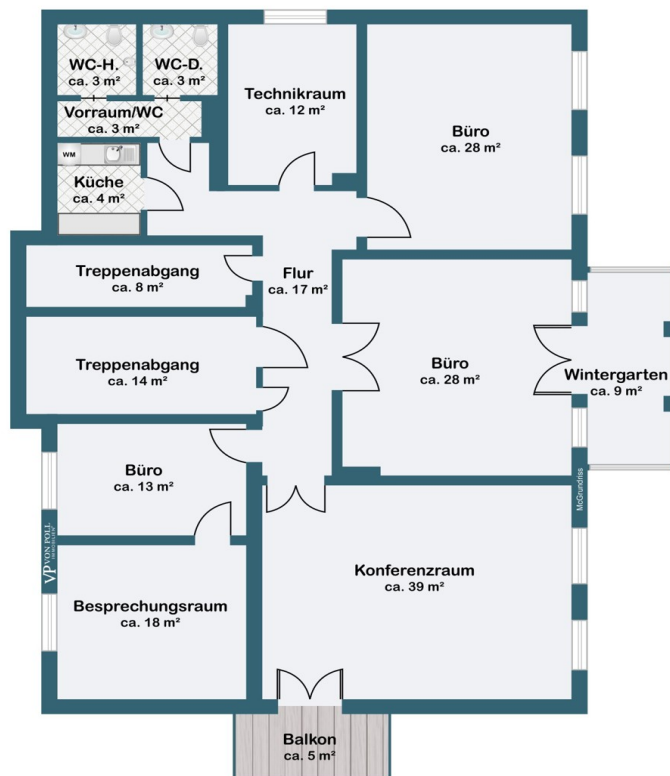 WC-H.
ca. 3 m²
WC-D.
ca. 3 m²
Technikraum
ca. 12 m²
Vorraum/WC
ca. 3 m²
Büro
ca. 28 m²
WM
Küche
ca. 4 m²
Treppenabgang
ca. 8 m²
Flur
ca. 17 m²
Treppenabgang
ca. 14 m²
Büro
ca. 28 m²
Wintergarten
ca. 9 m²
Büro
ca. 13 m²
McGrundriss
VP VON POLL
IMMOBILIEN
Konferenzraum
ca. 39 m²
Besprechungsraum
ca. 18 m²
Balkon
ca. 5 m²